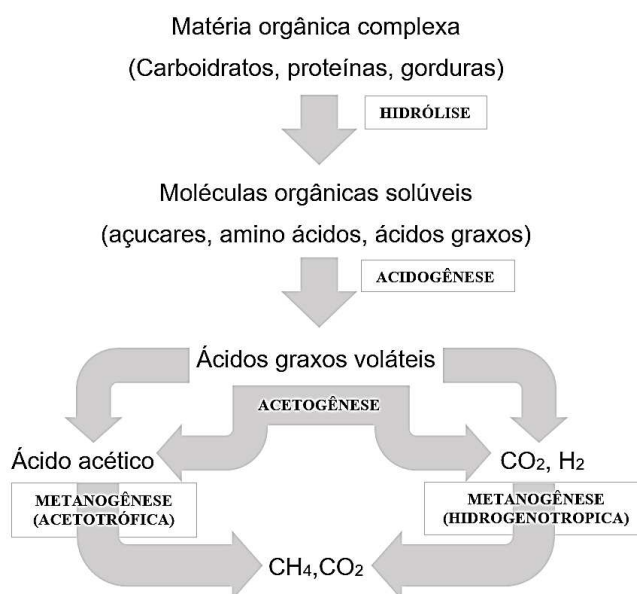 Matéria orgânica complexa
(Carboidratos, proteínas, gorduras)
HIDRÓLISE
Moléculas orgânicas solúveis
(açucares, amino ácidos, ácidos graxos)
ACIDOGÊNESE
Ácidos graxos voláteis
ACETOGÊNESE
Ácido acético
CO₂, H₂
METANOGÊNESE
(ACETOTRÓFICA)
METANOGÊNESE
(HIDROGENOTROPICA)
CH₄,CO₂